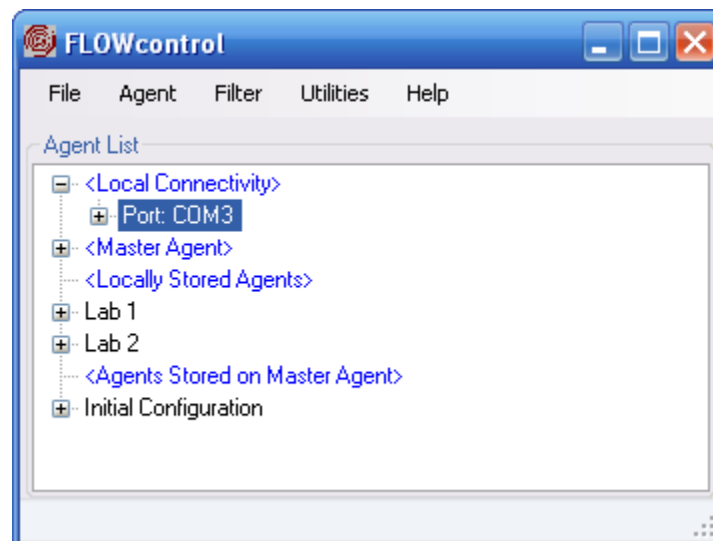 FLOWcontrol
File Agent Filter Utilities Help
Agent List
<Local Connectivity>
Port: COM3
<Master Agent>
<Locally Stored Agents>
Lab 1
Lab 2
<Agents Stored on Master Agent>
Initial Configuration